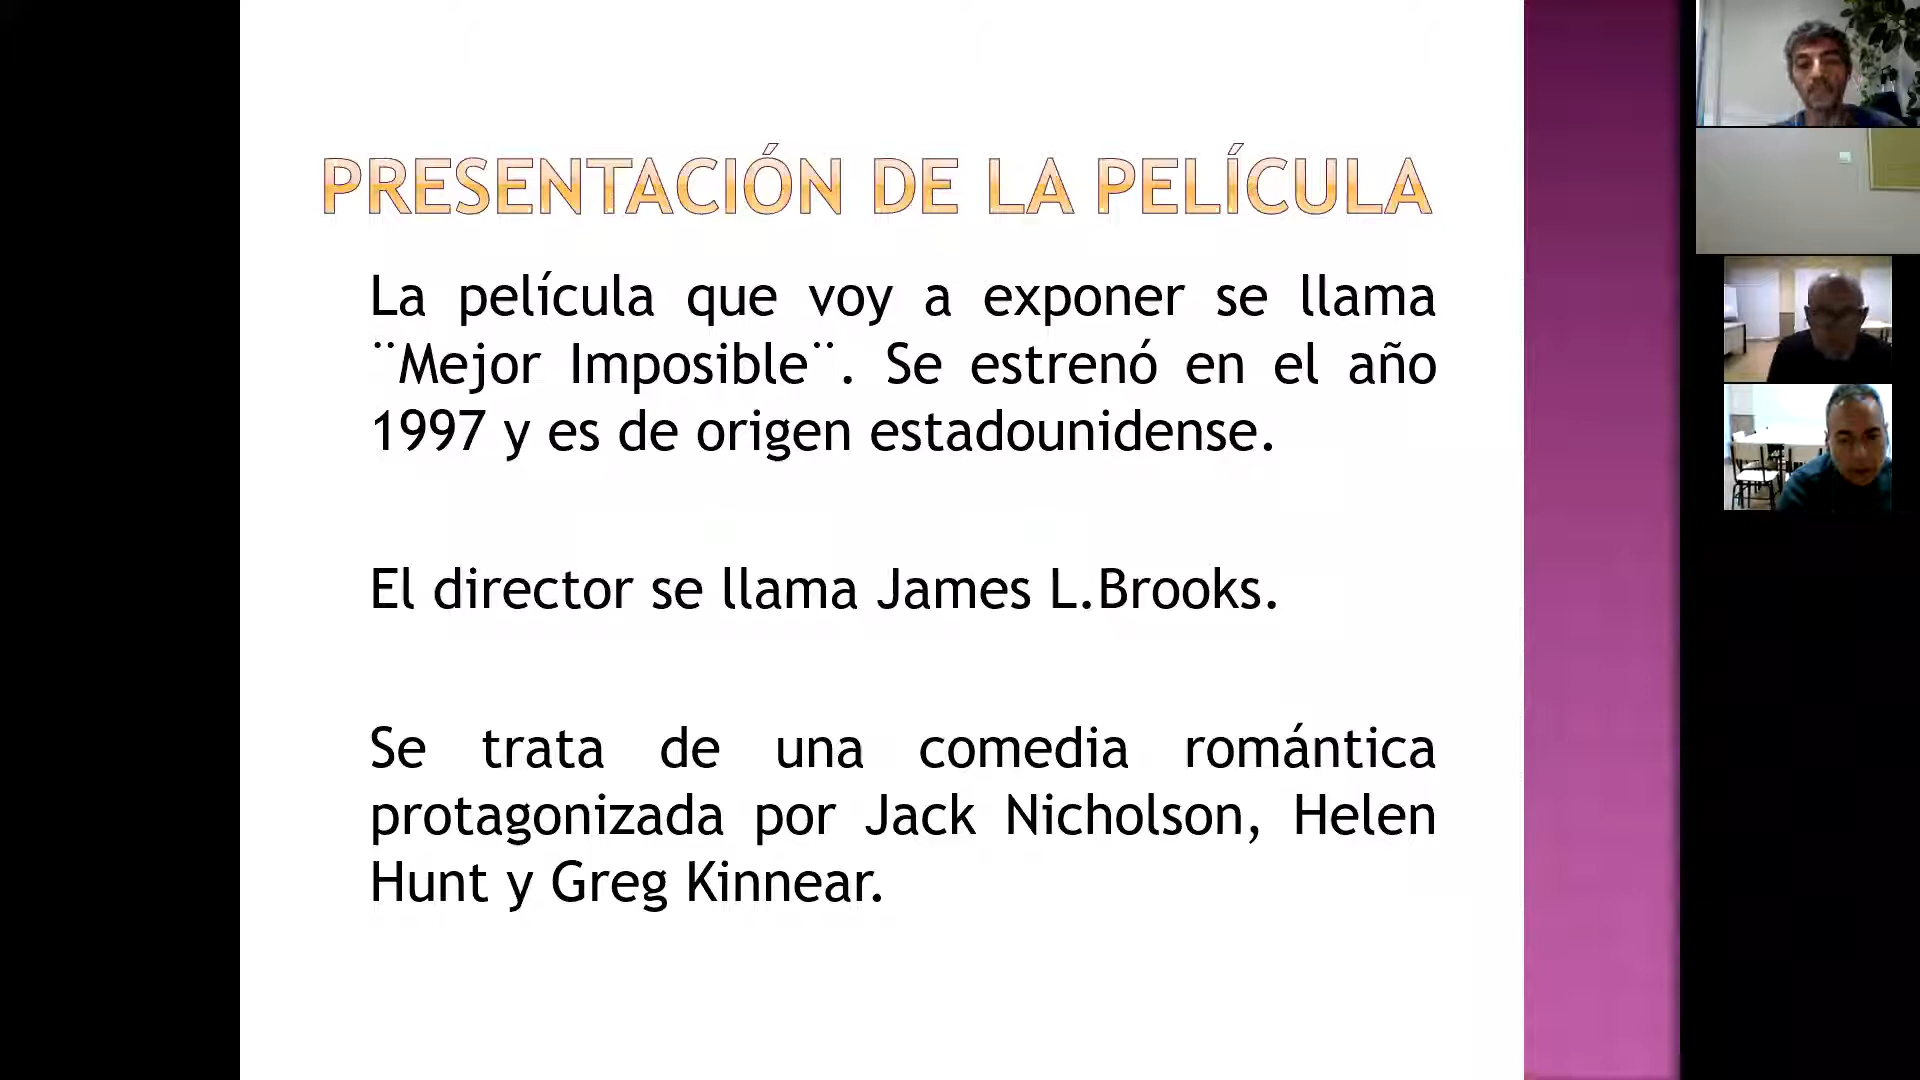 PRESENTACIÓN DE LA PELÍCULA
La película que voy a exponer se llama
¨Mejor Imposible¨. Se estrenó en el año
1997 y es de origen estadounidense.
El director se llama James L.Brooks.
Se trata de una comedia romántica
protagonizada por Jack Nicholson, Helen
Hunt y Greg Kinnear.